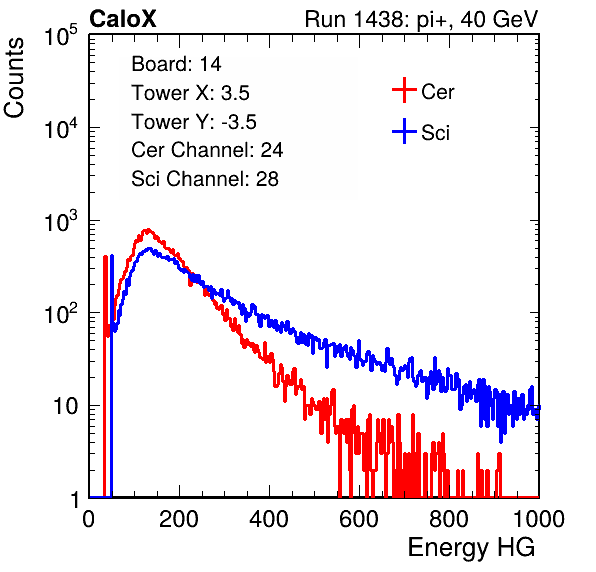 CaloX Run 1438: pi+, 40 GeV
Counts
Board: 14
Tower X: 3.5
Tower Y: -3.5
Cer Channel: 24
Sci Channel: 28
Cer
Sci
10^5
10^4
10^3
10^2
10
1
0 200 400 600 800 1000
Energy HG